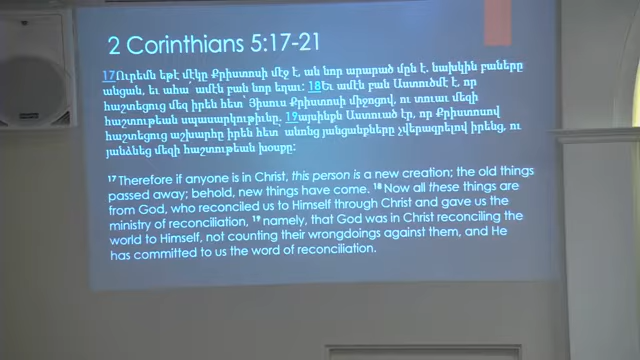 2 Corinthians 5:17-21
17Ուրեմն եթէ մէկը Քրիստոսի մէջ է, ան նոր արարած մըն է. նախկին բաները
անցան, եւ ահա՛ ամէն բան նոր եղաւ: 18Եւ ամէն բան Աստուծմէ է, որ
հաշտեցուց մեզ իրեն հետ՝ Յիսուս Քրիստոսի միջոցով, ու տուաւ մեզի
հաշտութեան սպասարկութիւնը, 19այսինքն Աստուած էր, որ Քրիստոսով
հաշտեցուց աշխարհը իրեն հետ՝ անոնց յանցանքները չվերագրելով իրենց, ու
յանձնեց մեզի հաշտութեան խօսքը:
17 Therefore if anyone is in Christ, this person is a new creation; the old things
passed away; behold, new things have come. 18 Now all these things are
from God, who reconciled us to Himself through Christ and gave us the
ministry of reconciliation, 19 namely, that God was in Christ reconciling the
world to Himself, not counting their wrongdoings against them, and He
has committed to us the word of reconciliation.